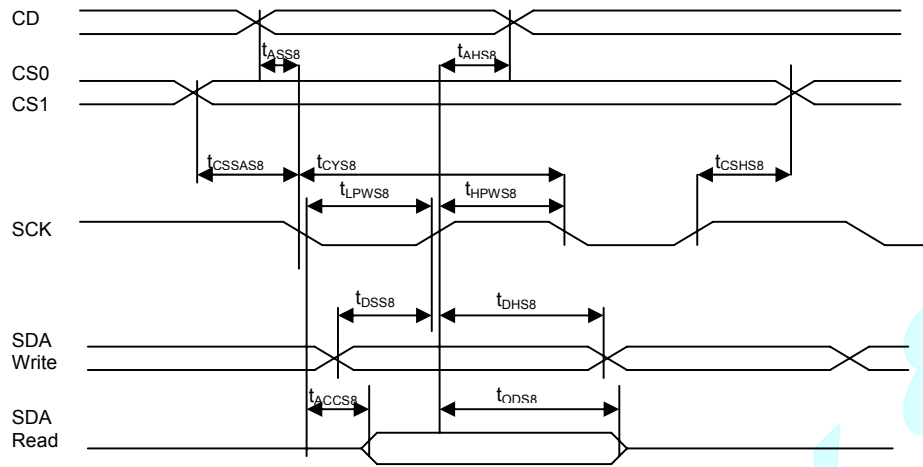 CD
tASS8 tAHS8
CS0
CS1
tCSSAS8 tCYS8 tCSHS8
tLPWS8 tHPWS8
SCK
tDSS8 tDHS8
SDA
Write
tACCS8 tODS8
SDA
Read